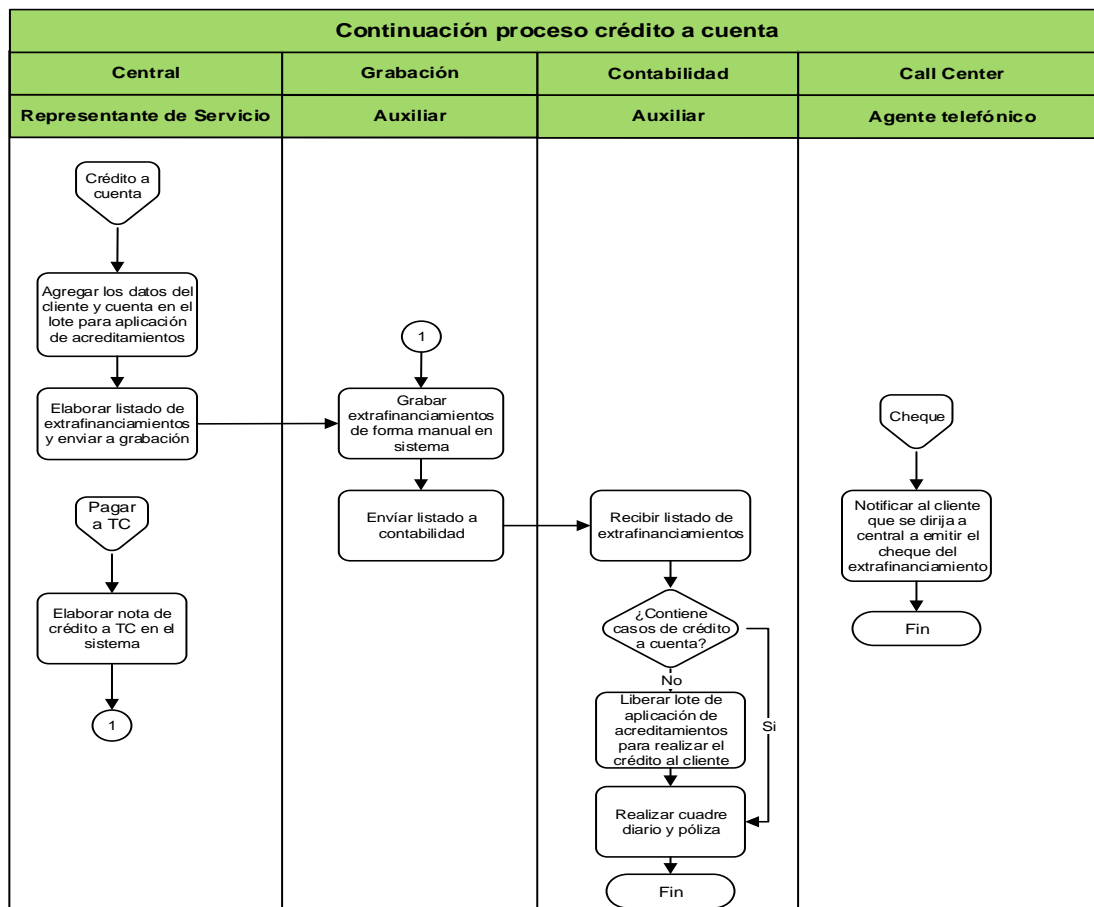 Continuación proceso crédito a cuenta
Central
Grabación
Contabilidad
Call Center
Representante de Servicio
Auxiliar
Auxiliar
Agente telefónico
Crédito a
cuenta
Agregar los datos del
cliente y cuenta en el
lote para aplicación
de acreditamientos
Elaborar listado de
extrafinanciamientos
y enviar a grabación
Pagar
a TC
Elaborar nota de
crédito a TC en el
sistema
1
1
Grabar
extrafinanciamientos
de forma manual en
sistema
Envíar listado a
contabilidad
Recibir listado de
extrafinanciamientos
¿Contiene
casos de crédito
a cuenta?
No
Si
Liberar lote de
aplicación de
acreditamientos
para realizar el
crédito al cliente
Realizar cuadre
diario y póliza
Fin
Cheque
Notificar al cliente
que se dirija a
central a emitir el
cheque del
extrafinanciamiento
Fin